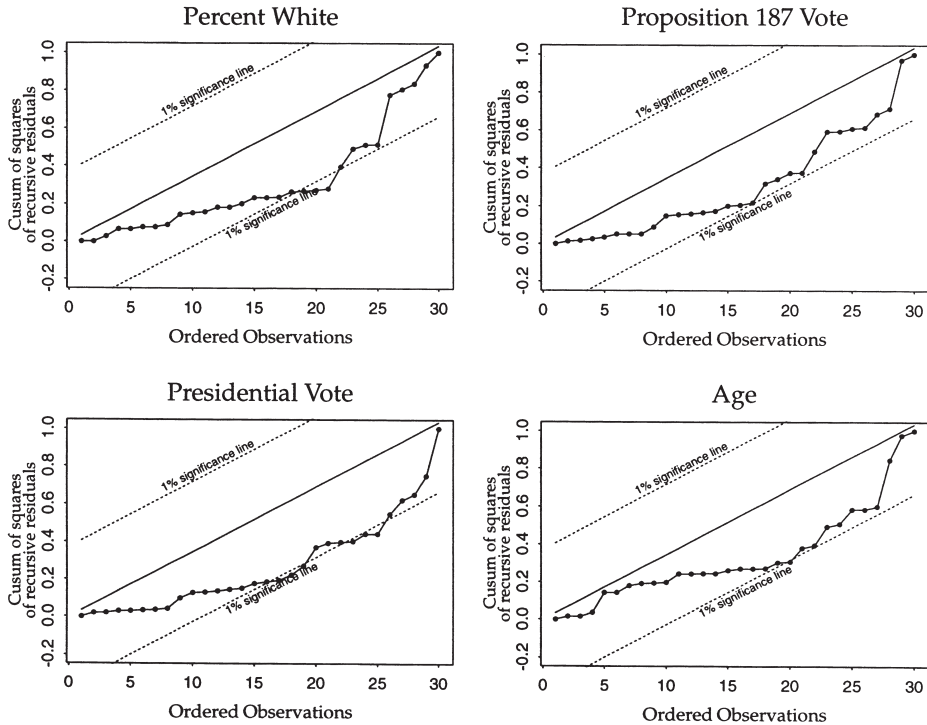 Percent White
Cusum of squares
of recursive residuals
1.0
0.8
0.6
0.4
0.2
0.0
-0.2
1% significance line
1% significance line
0 5 10 15 20 25 30
Ordered Observations
Proposition 187 Vote
Cusum of squares
of recursive residuals
1.0
0.8
0.6
0.4
0.2
0.0
-0.2
1% significance line
1% significance line
0 5 10 15 20 25 30
Ordered Observations
Presidential Vote
Cusum of squares
of recursive residuals
1.0
0.8
0.6
0.4
0.2
0.0
-0.2
1% significance line
1% significance line
0 5 10 15 20 25 30
Ordered Observations
Age
Cusum of squares
of recursive residuals
1.0
0.8
0.6
0.4
0.2
0.0
-0.2
1% significance line
1% significance line
0 5 10 15 20 25 30
Ordered Observations